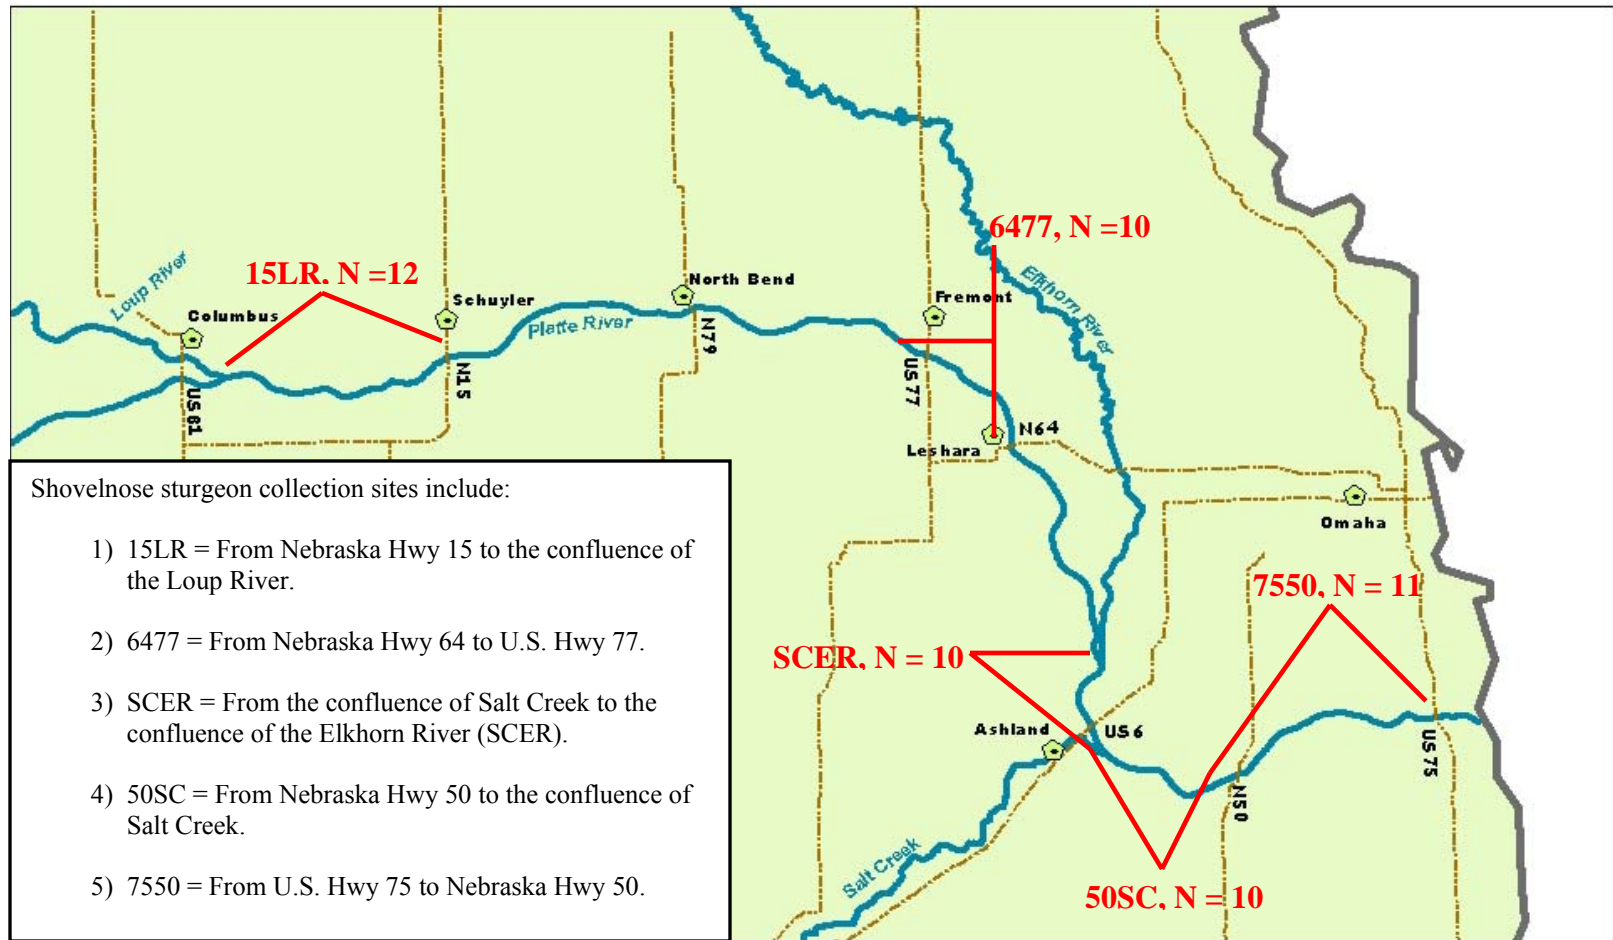 6477, N =10
15LR, N =12
Loup River
Columbus
Schuyler
North Bend
Fremont
Elkhorn River
Platte River
N79
US 77
N15
US 81
N64
Leshara
Omaha
Shovelnose sturgeon collection sites include:
1) 15LR = From Nebraska Hwy 15 to the confluence of
the Loup River.
2) 6477 = From Nebraska Hwy 64 to U.S. Hwy 77.
3) SCER = From the confluence of Salt Creek to the
confluence of the Elkhorn River (SCER).
4) 50SC = From Nebraska Hwy 50 to the confluence of
Salt Creek.
5) 7550 = From U.S. Hwy 75 to Nebraska Hwy 50.
7550, N = 11
SCER, N = 10
Ashland
US 6
US 75
N50
Salt Creek
50SC, N = 10